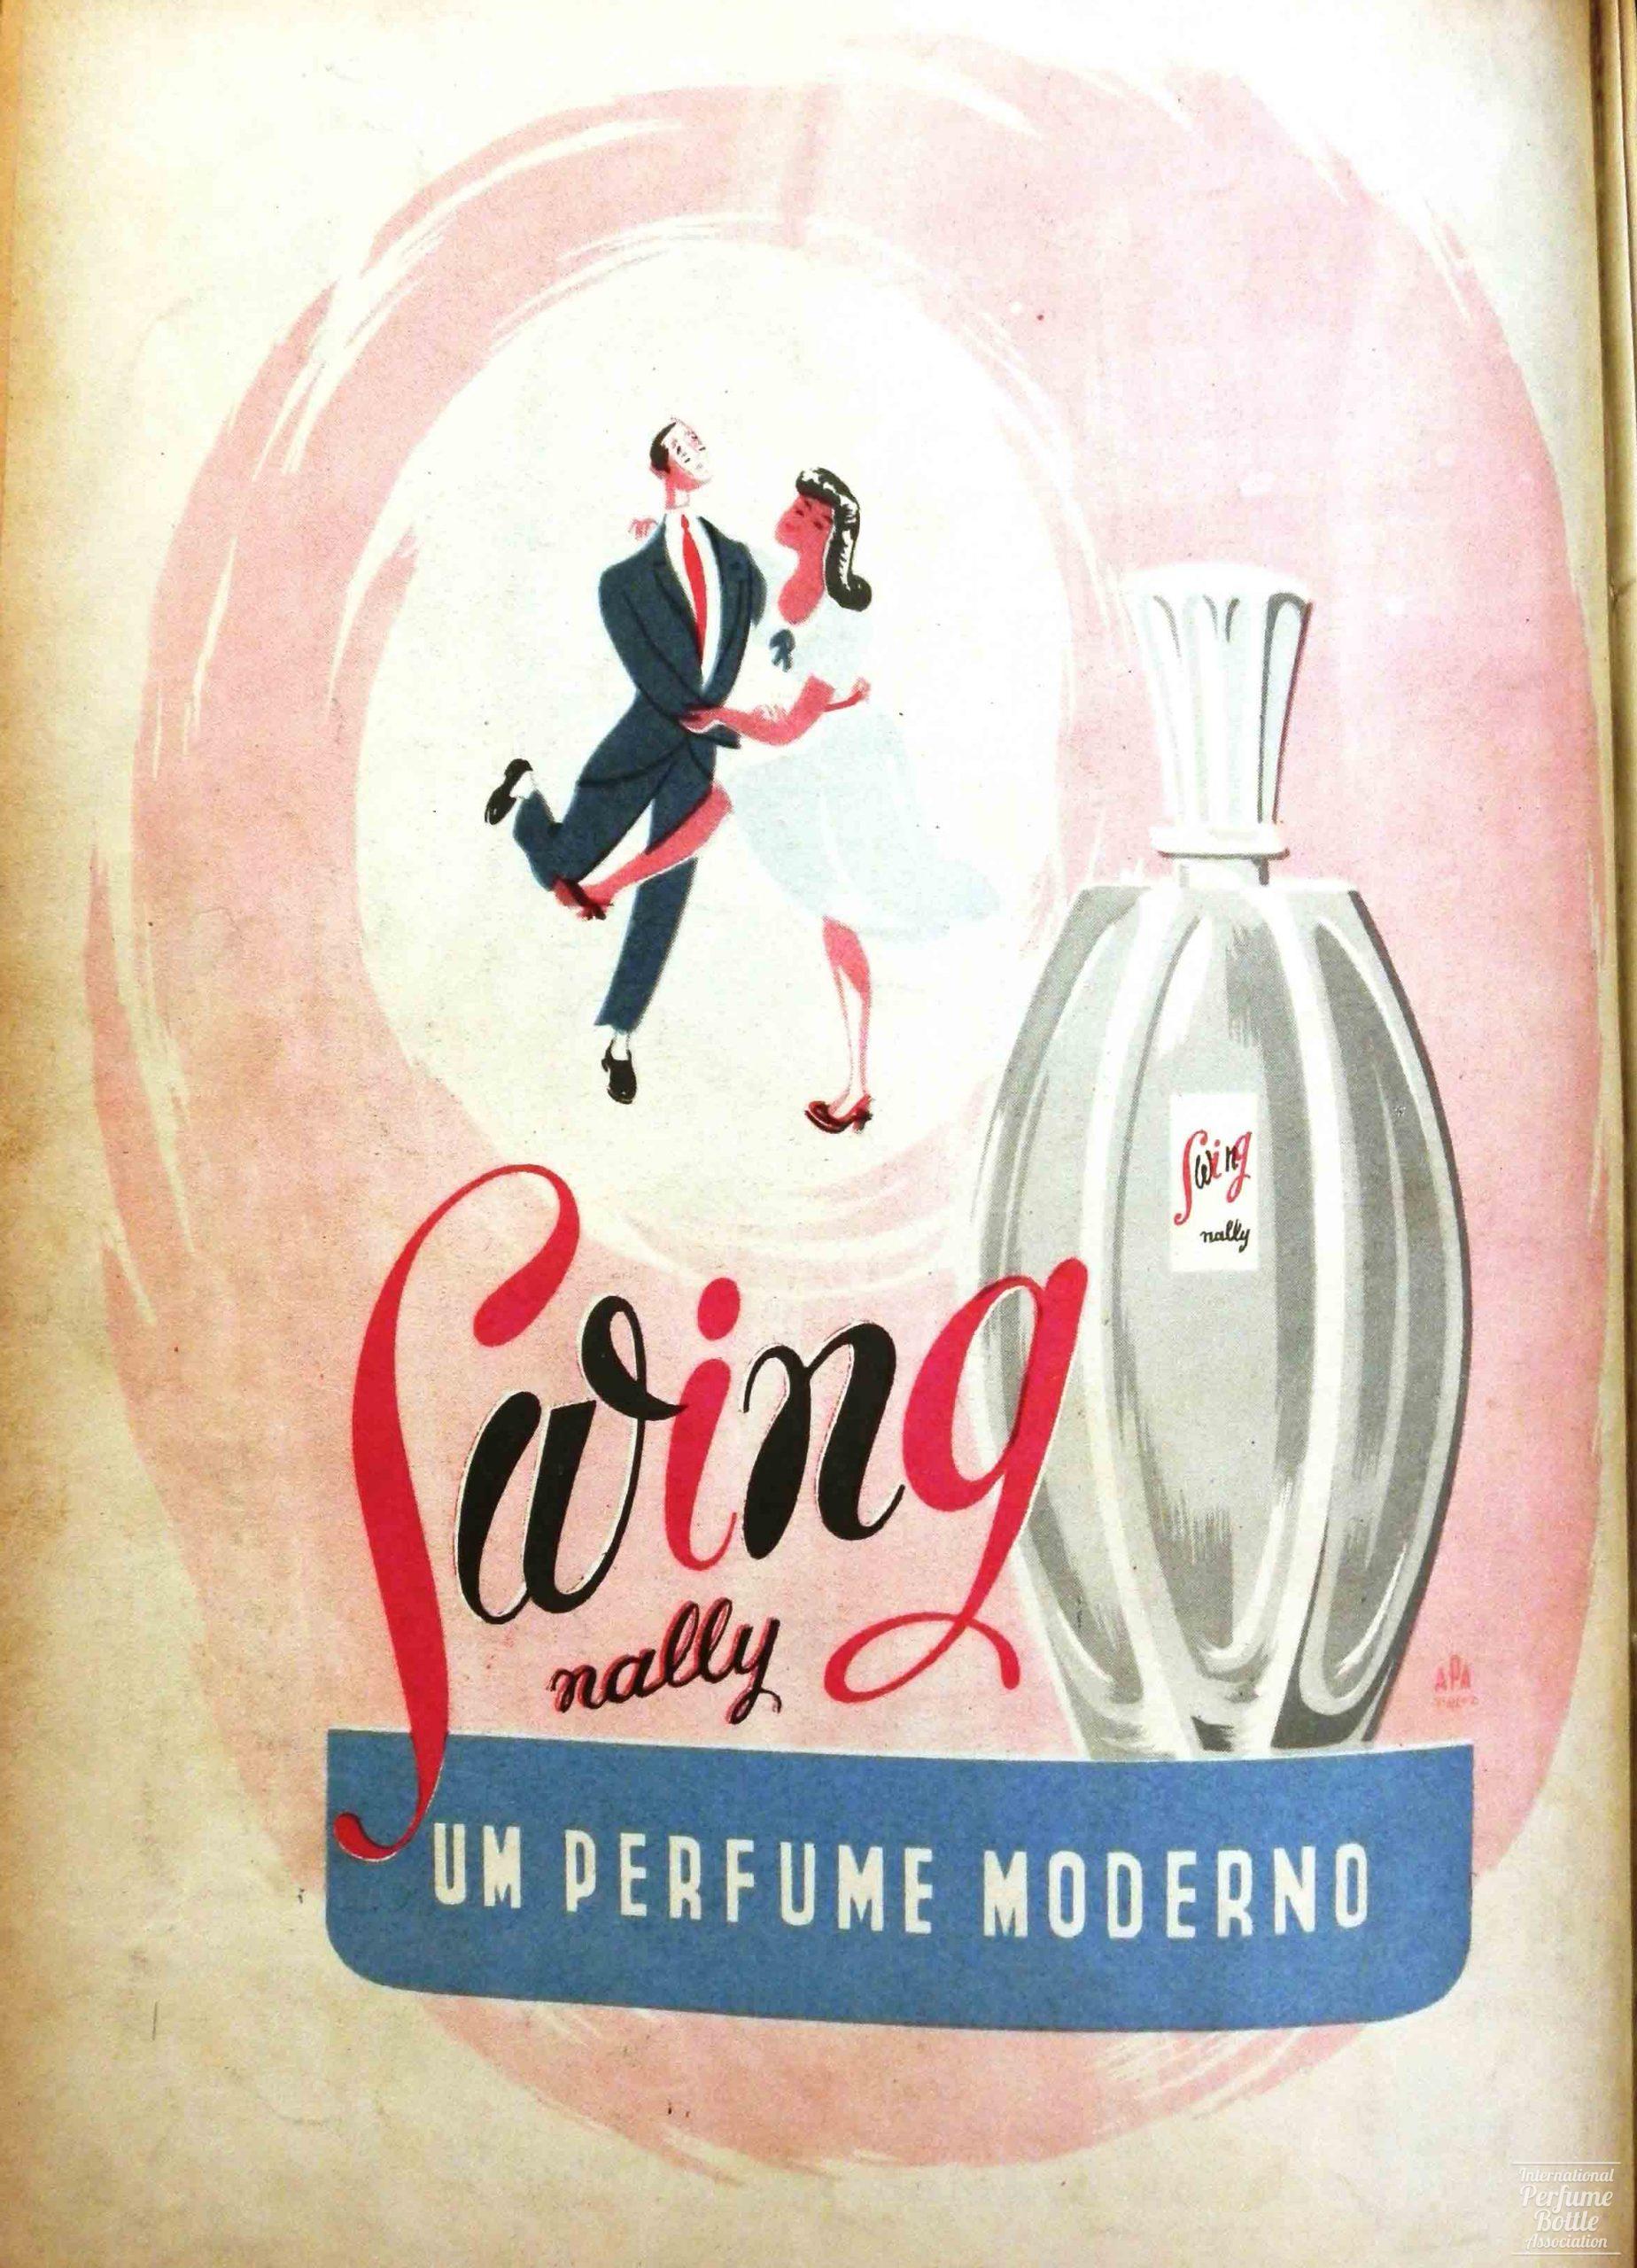 Swing
nally
Swing
nally
UM PERFUME MODERNO
APA
International
Perfume
Bottle
Association